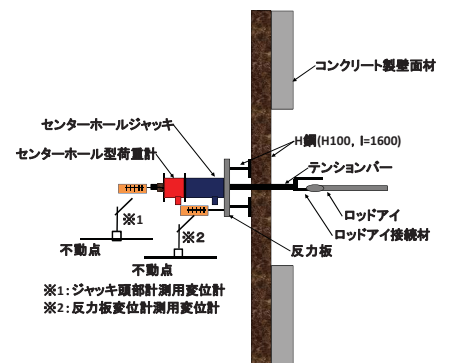 コンクリート製壁面材
センターホールジャッキ
H鋼(H100, l=1600)
センターホール型荷重計
テンションバー
※1
ロッドアイ
※2
ロッドアイ接続材
不動点
反力板
不動点
※1:ジャッキ頭部計測用変位計
※2:反力板変位計測用変位計